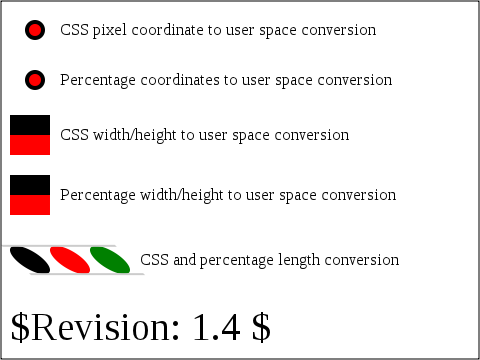 CSS pixel coordinate to user space conversion
Percentage coordinates to user space conversion
CSS width/height to user space conversion
Percentage width/height to user space conversion
CSS and percentage length conversion
$Revision: 1.4 $